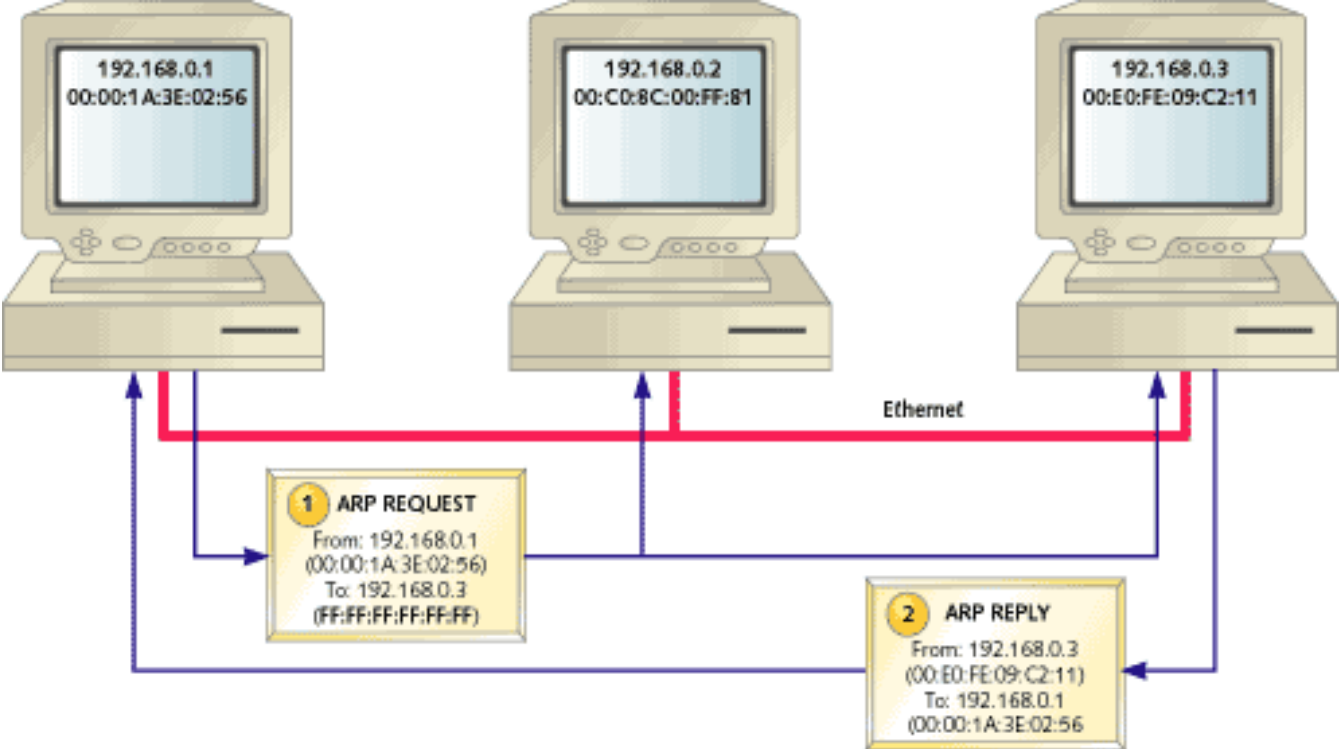 192.168.0.1
00:00:1A:3E:02:56
192.168.0.2
00:C0:8C:00:FF:81
192.168.0.3
00:E0:FE:09:C2:11
Ethernet
1 ARP REQUEST
From: 192.168.0.1
(00:00:1A:3E:02:56)
To: 192.168.0.3
(FF:FF:FF:FF:FF:FF)
2 ARP REPLY
From: 192.168.0.3
(00:E0:FE:09:C2:11)
To: 192.168.0.1
(00:00:1A:3E:02:56